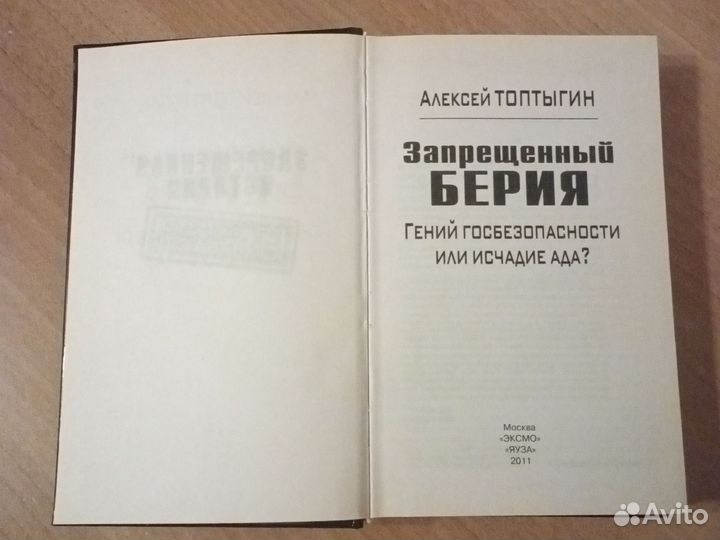 Алексей ТОПТЫГИН
Запрещенный
БЕРИЯ
Гений госбезопасности
или исчадие ада?
Москва
«ЭКСМО»
«ЯУЗА»
2011
Avito